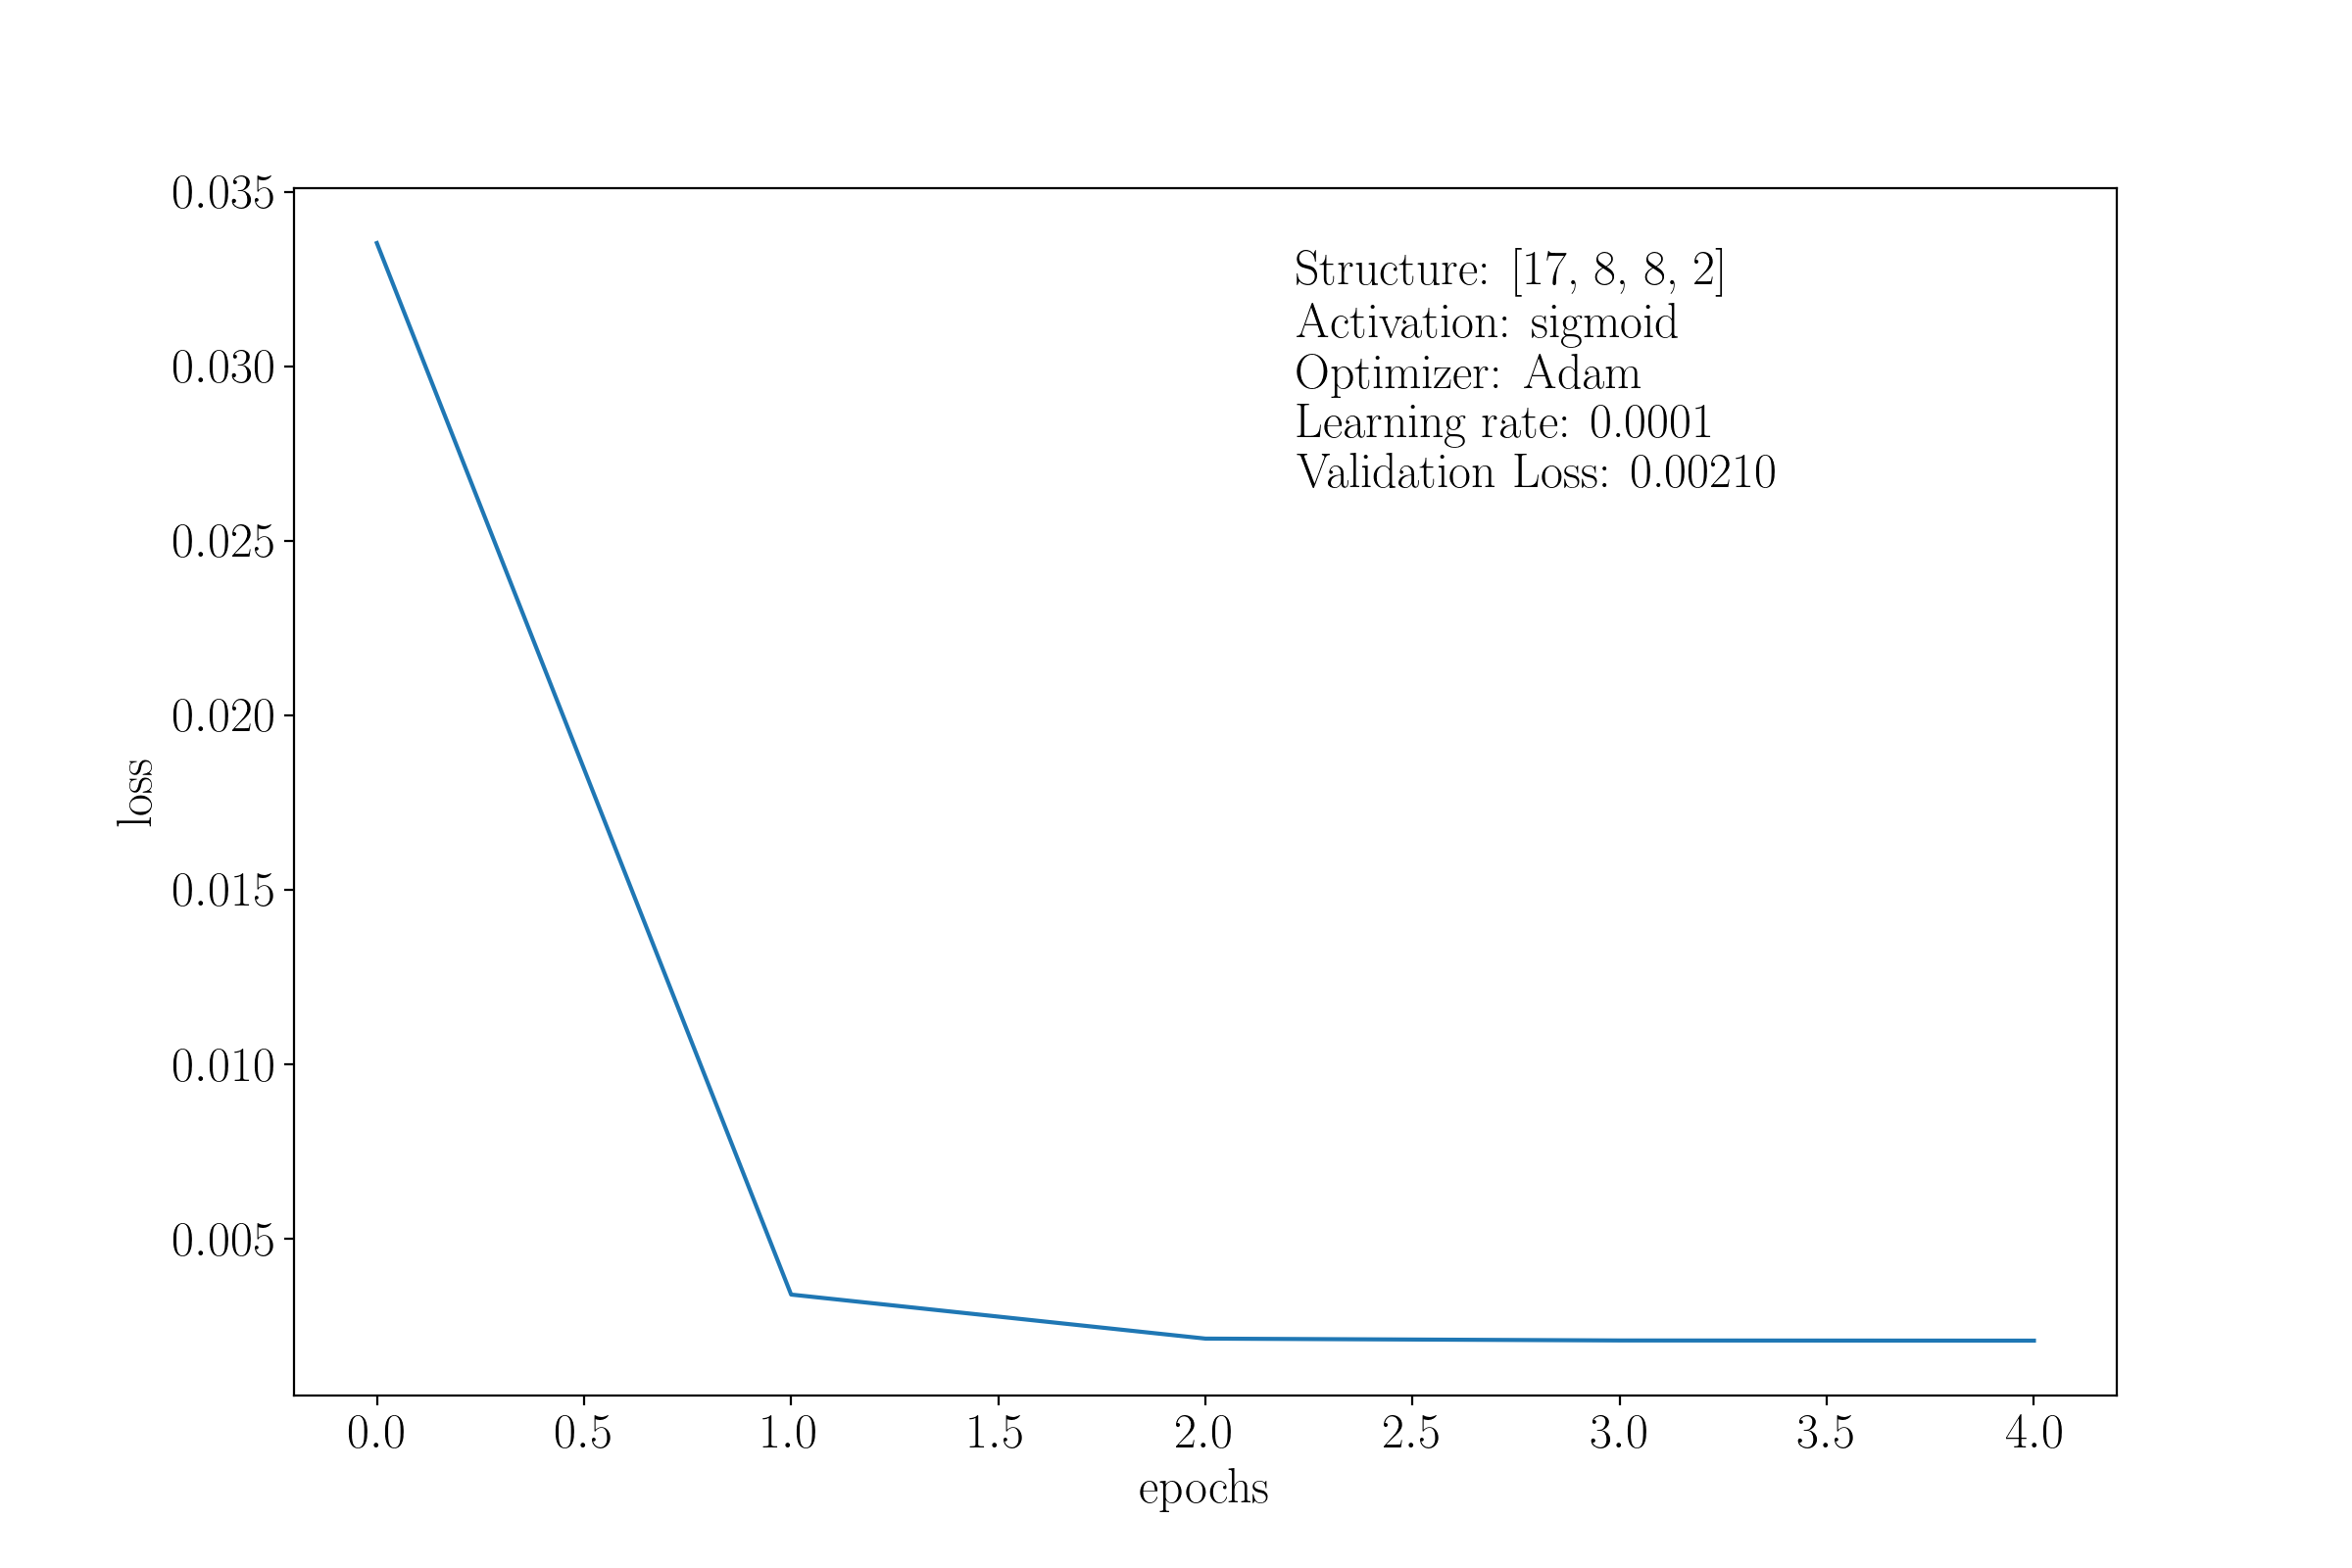 0.035
0.030
0.025
0.020
0.015
0.010
0.005
loss
Structure: [17, 8, 8, 2]
Activation: sigmoid
Optimizer: Adam
Learning rate: 0.0001
Validation Loss: 0.00210
0.0 0.5 1.0 1.5 2.0 2.5 3.0 3.5 4.0
epochs